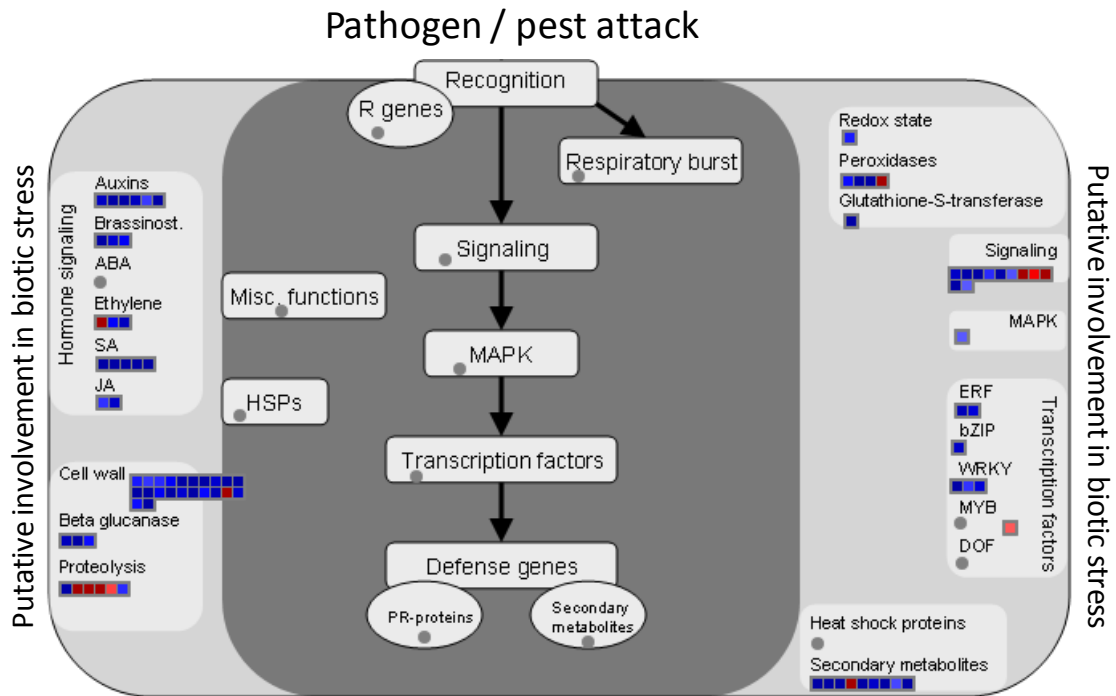 Pathogen / pest attack
Recognition
R genes
Respiratory burst
Signaling
Misc. functions
MAPK
HSPs
Transcription factors
Defense genes
PR-proteins
Secondary
metabolites
Putative involvement in biotic stress
Hormone signaling
Auxins
Brassinost.
ABA
Ethylene
SA
JA
Cell wall
Beta glucanase
Proteolysis
Redox state
Peroxidases
Glutathione-S-transferase
Signaling
MAPK
ERF
bZIP
WRKY
MYB
DOF
Transcription factors
Heat shock proteins
Secondary metabolites
Putative involvement in biotic stress